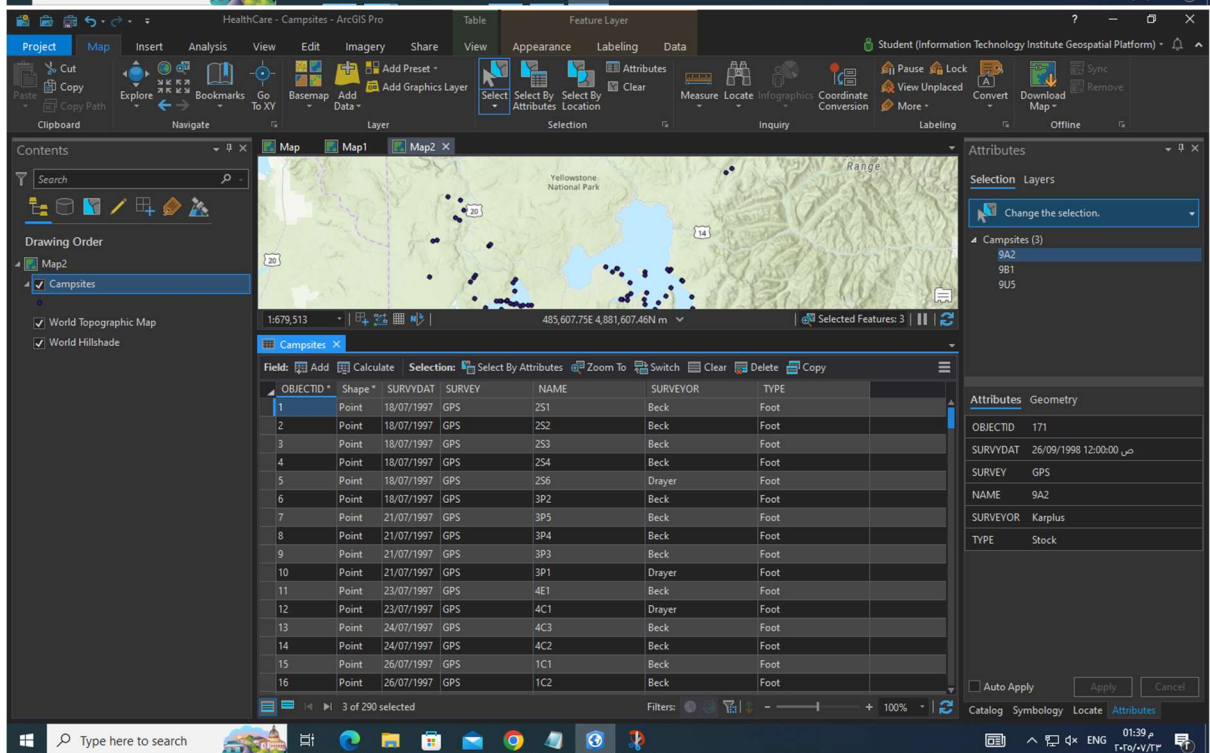 HealthCare - Campsites - ArcGIS Pro
Table
Feature Layer
?
Project Map Insert Analysis View Edit Imagery Share View Appearance Labeling Data
Student (Information Technology Institute Geospatial Platform)
Paste
Cut
Copy
Copy Path
Clipboard
Explore
Bookmarks
Go To XY
Navigate
Basemap
Add Data
Add Preset
Add Graphics Layer
Layer
Select
Select By Attributes
Select By Location
Attributes
Clear
Selection
Measure
Locate
Infographics
Coordinate Conversion
Inquiry
Pause
Lock
View Unplaced
More
Labeling
Convert
Download Map
Sync
Remove
Offline
Contents
Search
Drawing Order
Map2
Campsites
World Topographic Map
World Hillshade
Map Map1 Map2
Yellowstone
National Park
Range
20
20
14
1:679,513
485,607.75E 4,881,607.46N m
Selected Features: 3
Campsites
Field: Add Calculate Selection: Select By Attributes Zoom To Switch Clear Delete Copy
OBJECTID * Shape * SURVYDAT SURVEY NAME SURVEYOR TYPE
1 Point 18/07/1997 GPS 2S1 Beck Foot
2 Point 18/07/1997 GPS 2S2 Beck Foot
3 Point 18/07/1997 GPS 2S3 Beck Foot
4 Point 18/07/1997 GPS 2S4 Beck Foot
5 Point 18/07/1997 GPS 2S6 Drayer Foot
6 Point 18/07/1997 GPS 3P2 Beck Foot
7 Point 21/07/1997 GPS 3P5 Beck Foot
8 Point 21/07/1997 GPS 3P4 Beck Foot
9 Point 21/07/1997 GPS 3P3 Beck Foot
10 Point 21/07/1997 GPS 3P1 Drayer Foot
11 Point 23/07/1997 GPS 4E1 Beck Foot
12 Point 23/07/1997 GPS 4C1 Drayer Foot
13 Point 24/07/1997 GPS 4C3 Beck Foot
14 Point 24/07/1997 GPS 4C2 Beck Foot
15 Point 26/07/1997 GPS 1C1 Beck Foot
16 Point 26/07/1997 GPS 1C2 Beck Foot
3 of 290 selected
Filters:
- + 100%
Attributes
Selection Layers
Change the selection.
Campsites (3)
9A2
9B1
9U5
Attributes Geometry
OBJECTID 171
SURVYDAT 26/09/1998 12:00:00 ص
SURVEY GPS
NAME 9A2
SURVEYOR Karplus
TYPE Stock
Auto Apply
Apply
Cancel
Catalog Symbology Locate Attributes
Type here to search
ENG
01:39 م